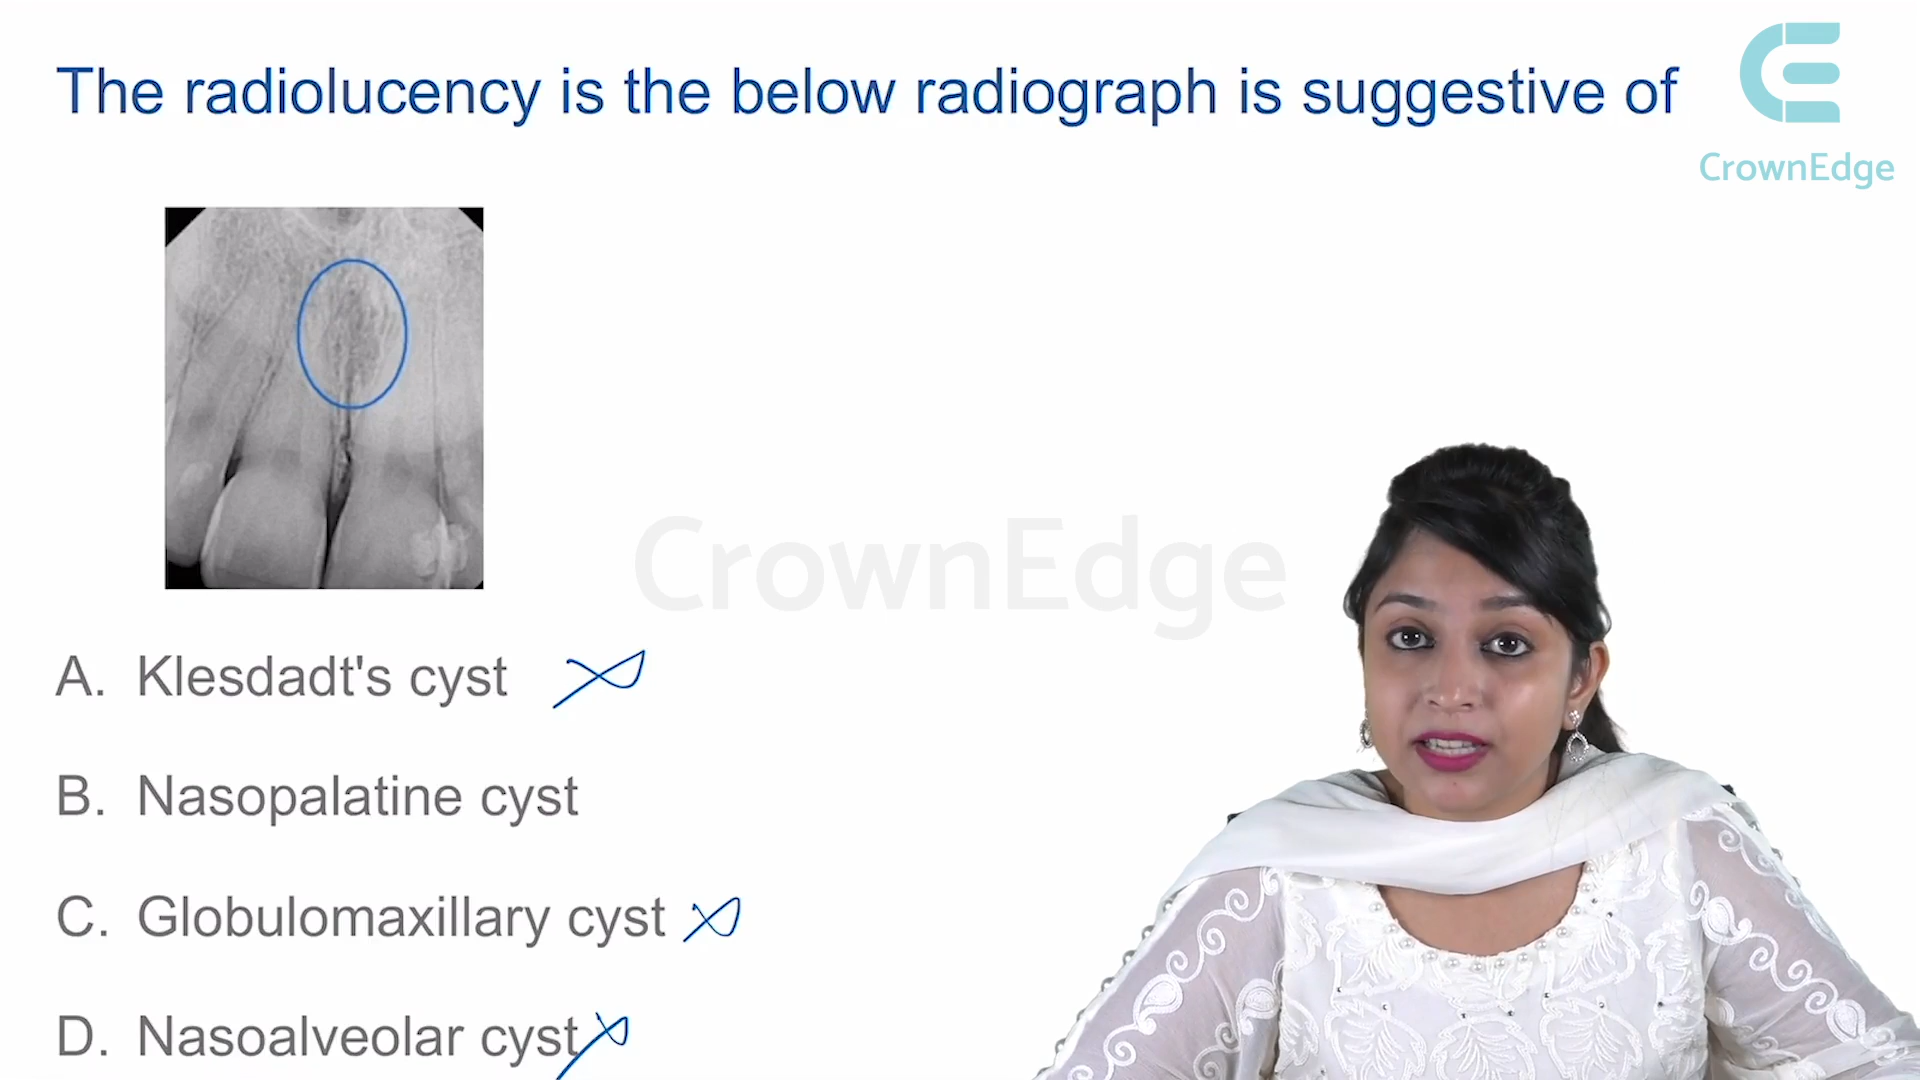 The radiolucency is the below radiograph is suggestive of
CrownEdge
CrownEdge
A. Klesdadt's cyst
B. Nasopalatine cyst
C. Globulomaxillary cyst
D. Nasoalveolar cyst